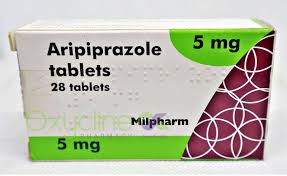 Aripiprazole
tablets
5 mg
28 tablets
Milpharm
5 mg